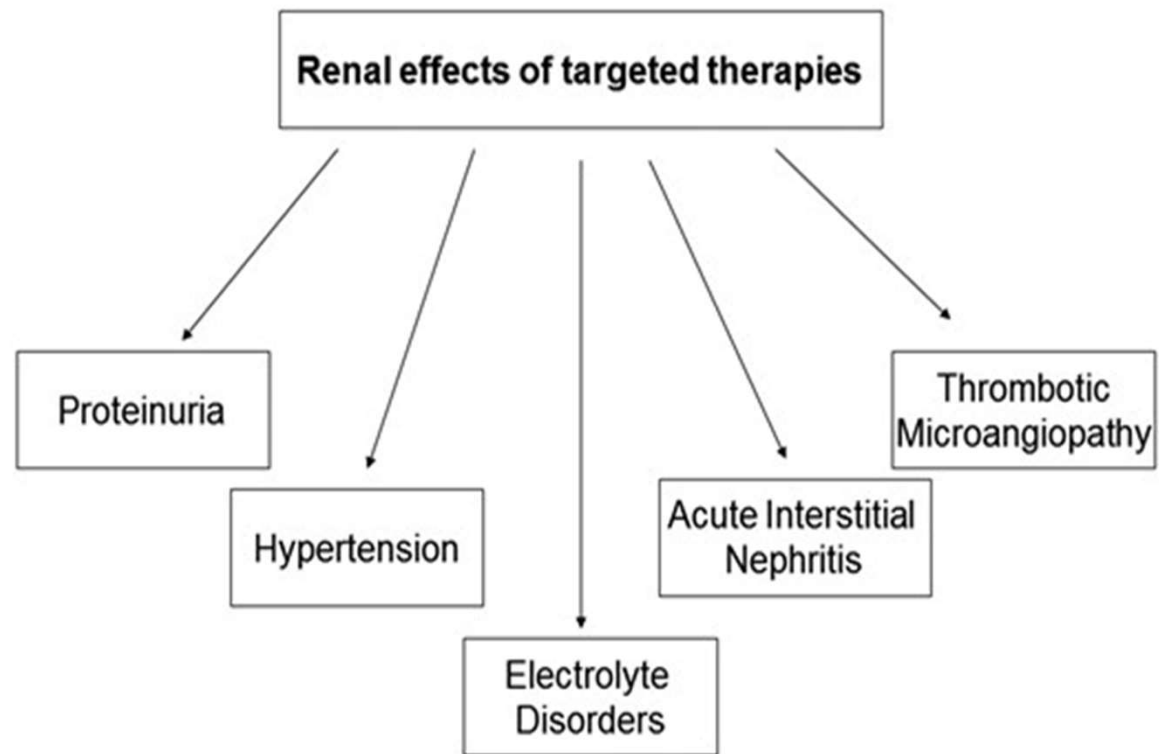 Renal effects of targeted therapies
Proteinuria
Hypertension
Electrolyte
Disorders
Acute Interstitial
Nephritis
Thrombotic
Microangiopathy